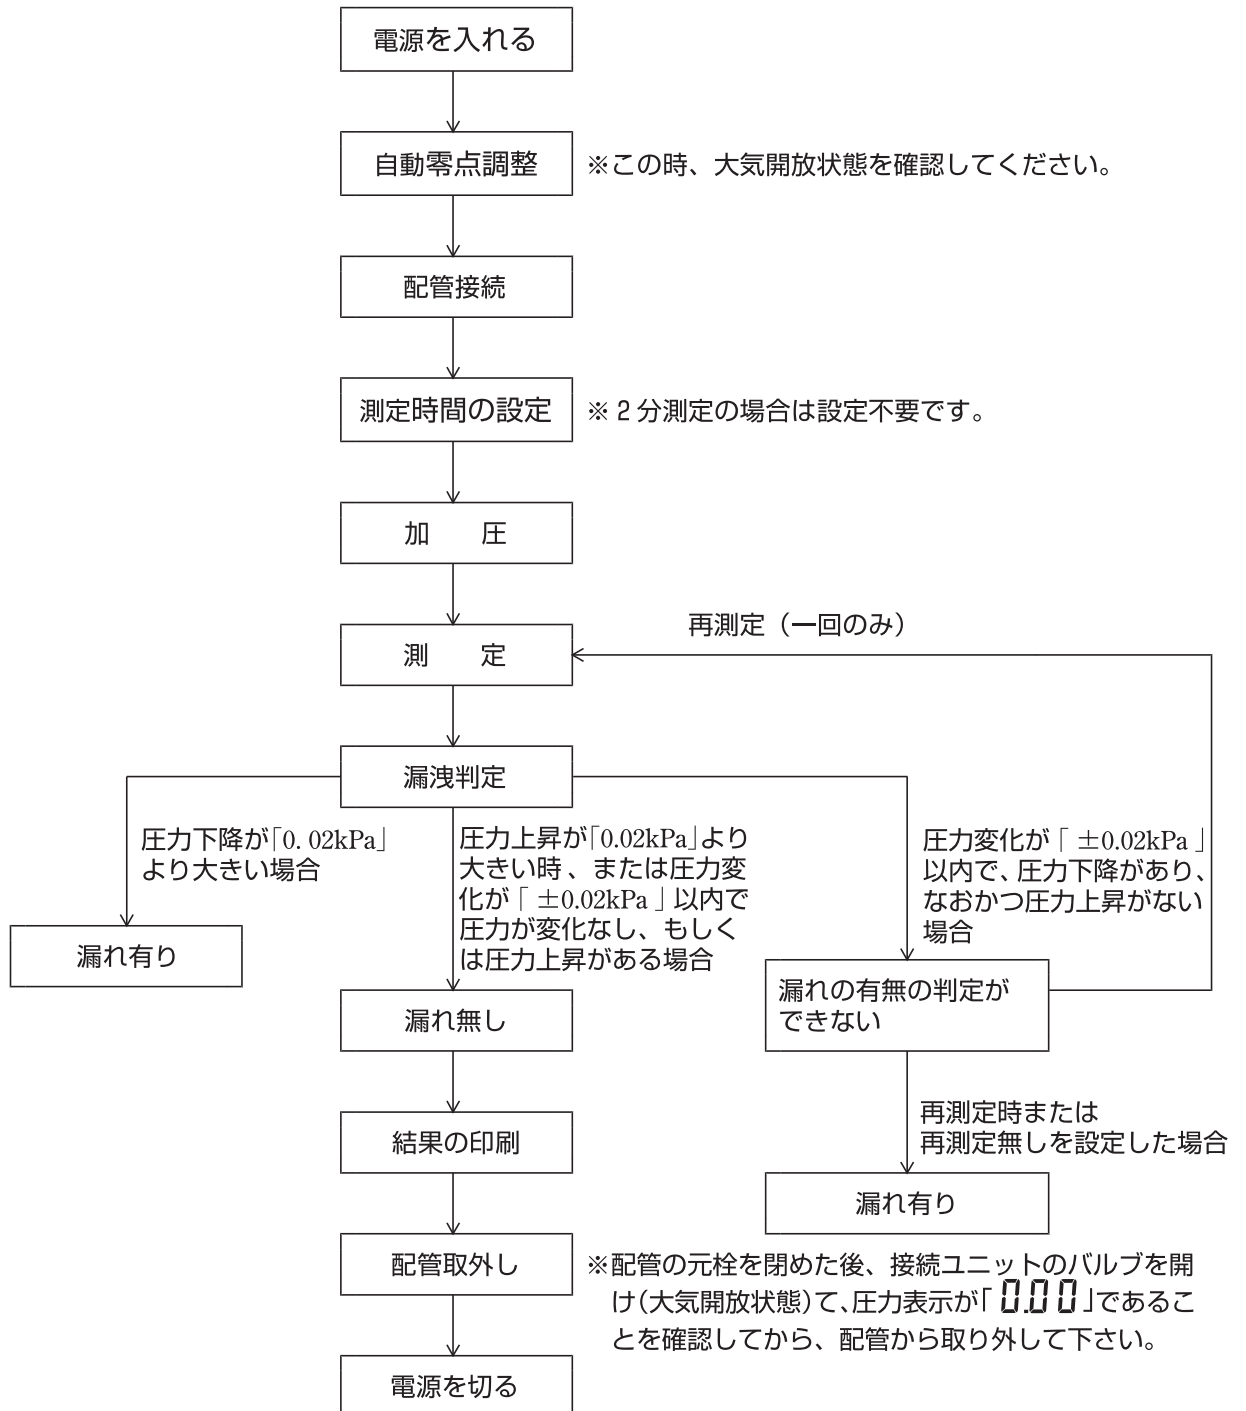 電源を入れる
自動零点調整
※この時、大気開放状態を確認してください。
配管接続
測定時間の設定
※2分測定の場合は設定不要です。
加　　圧
再測定（一回のみ）
測　　定
漏洩判定
圧力下降が「0.02kPa」
より大きい場合
圧力上昇が「0.02kPa」より
大きい時、または圧力変
化が「±0.02kPa」以内で
圧力が変化なし、もしく
は圧力上昇がある場合
圧力変化が「±0.02kPa」
以内で、圧力下降があり、
なおかつ圧力上昇がない
場合
漏れ有り
漏れの有無の判定が
できない
漏れ無し
再測定時または
再測定無しを設定した場合
結果の印刷
漏れ有り
配管取外し
※配管の元栓を閉めた後、接続ユニットのバルブを開
け（大気開放状態）て、圧力表示が「0.00」であるこ
とを確認してから、配管から取り外して下さい。
電源を切る